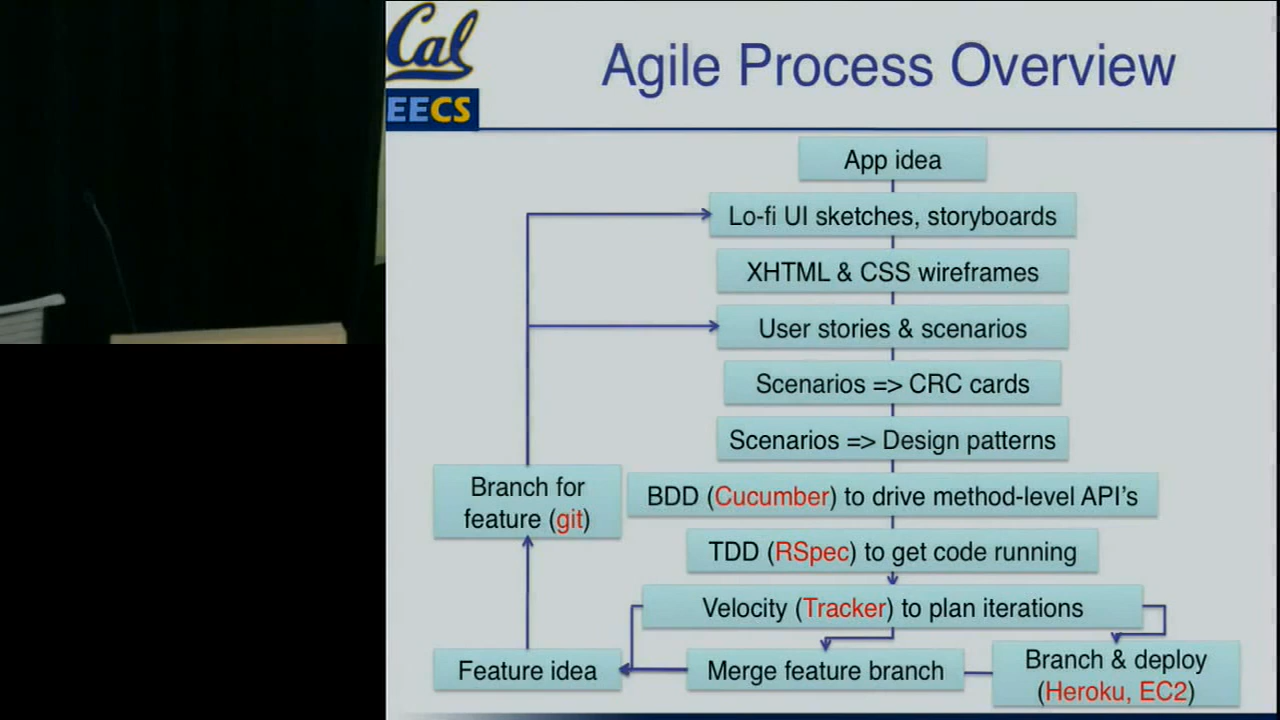 Cal
EECS
Agile Process Overview
App idea
Lo-fi UI sketches, storyboards
XHTML & CSS wireframes
User stories & scenarios
Scenarios => CRC cards
Scenarios => Design patterns
Branch for
feature (git)
BDD (Cucumber) to drive method-level API's
TDD (RSpec) to get code running
Velocity (Tracker) to plan iterations
Feature idea
Merge feature branch
Branch & deploy
(Heroku, EC2)